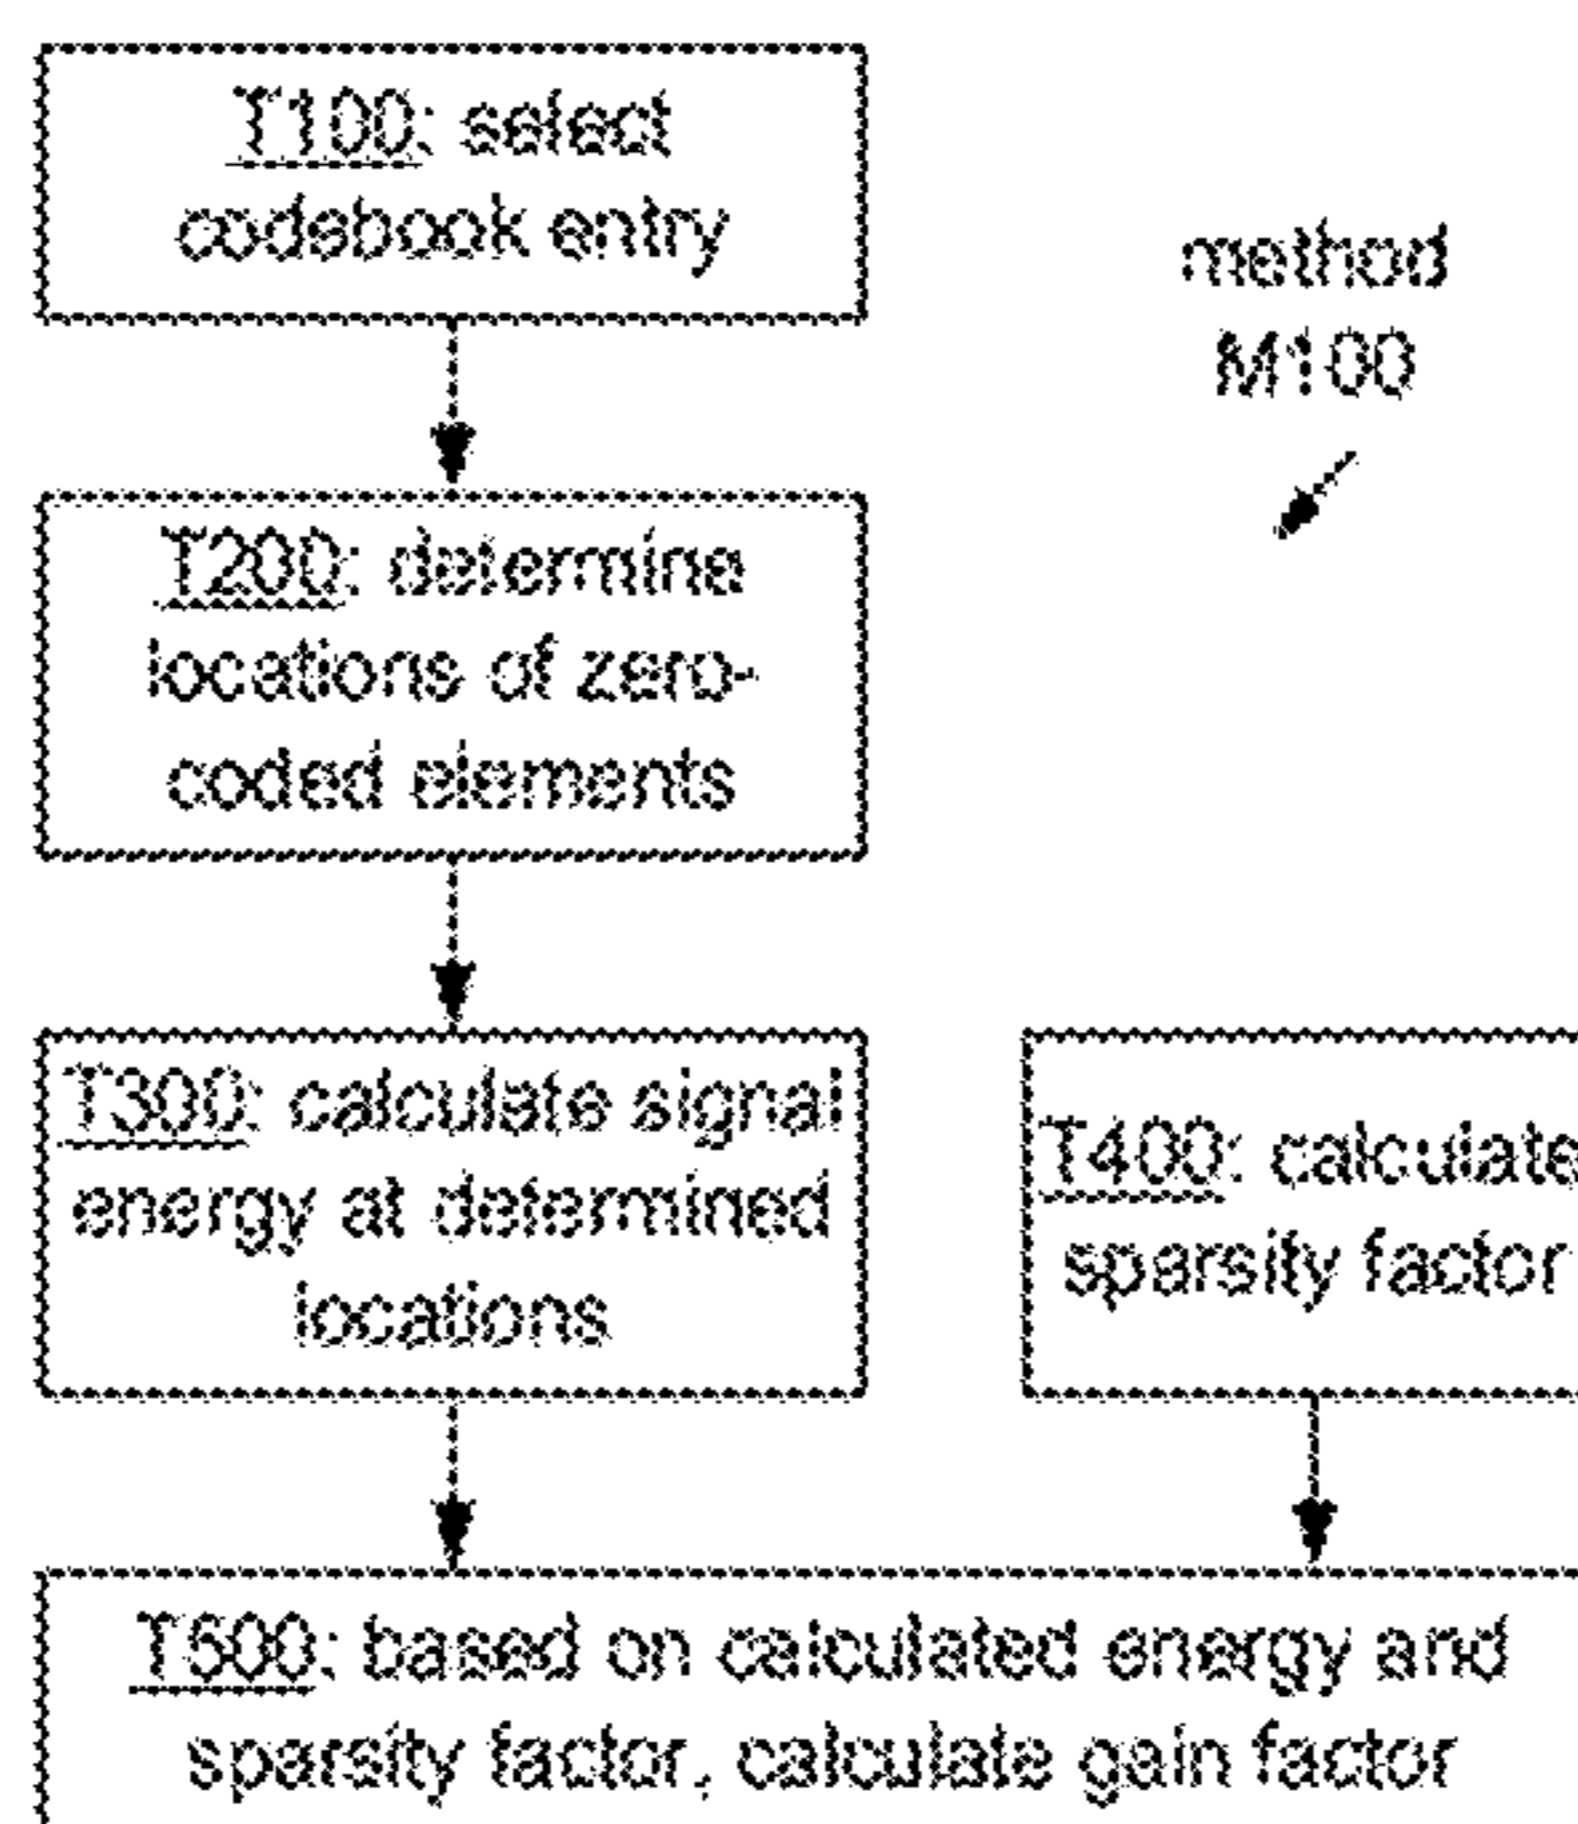 T100: select
codebook entry
method
M100
T200: determine
locations of zero-
coded elements
T300: calculate signal
energy at determined
locations
T400: calculate
sparsity factor
T500: based on calculated energy and
sparsity factor, calculate gain factor